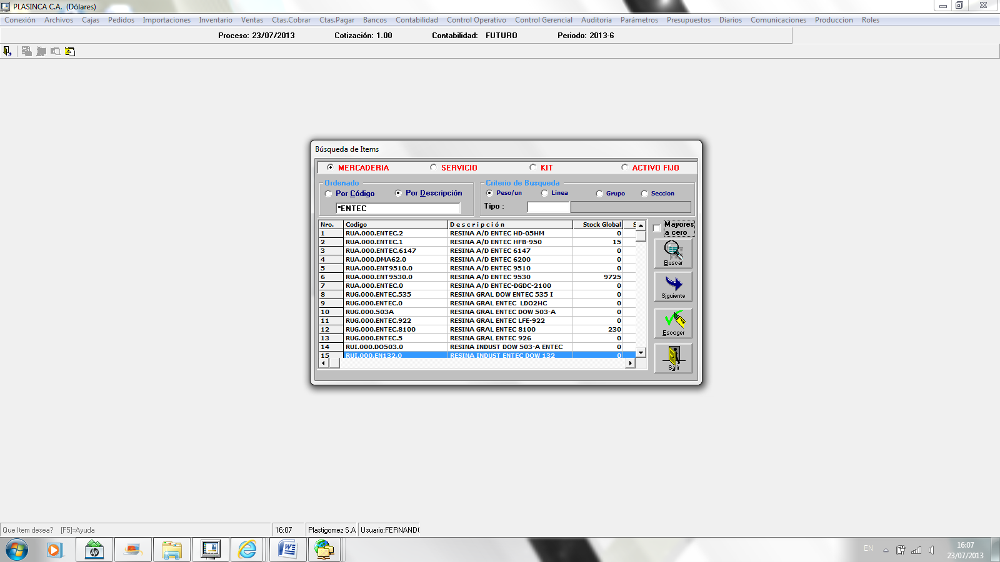 PLASINCA C.A.  (Dólares)
Conexión Archivos Cajas Pedidos Importaciones Inventario Ventas Ctas.Cobrar Ctas.Pagar Bancos Contabilidad Control Operativo Control Gerencial Auditoria Parámetros Presupuestos Diarios Comunicaciones Produccion Roles
Proceso: 23/07/2013 Cotización: 1.00 Contabilidad: FUTURO Periodo: 2013-6
Búsqueda de Items
MERCADERIA SERVICIO KIT ACTIVO FIJO
Ordenado
Por Código Por Descripción
*ENTEC
Criterio de Busqueda
Peso/un Linea Grupo Seccion
Tipo :
Nro. Codigo Descripción Stock Global S
1 RUA.000.ENTEC.2 RESINA A/D ENTEC HD-05HM 0
2 RUA.000.ENTEC.1 RESINA A/D ENTEC HFB-950 15
3 RUA.000.ENTEC.6147 RESINA A/D ENTEC 6147 0
4 RUA.000.DMA62.0 RESINA A/D ENTEC 6200 0
5 RUA.000.ENT9510.0 RESINA A/D ENTEC 9510 0
6 RUA.000.ENT9530.0 RESINA A/D ENTEC 9530 9725
7 RUA.000.ENTEC.0 RESINA A/D ENTEC-DGDC-2100 0
8 RUG.000.ENTEC.535 RESINA GRAL DOW ENTEC 535 I 0
9 RUG.000.ENTEC.0 RESINA GRAL ENTEC  LDO2HC 0
10 RUG.000.503A RESINA GRAL ENTEC DOW 503-A 0
11 RUG.000.ENTEC.922 RESINA GRAL ENTEC LFE-922 0
12 RUG.000.ENTEC.8100 RESINA GRAL ENTEC 8100 230
13 RUG.000.ENTEC.5 RESINA GRAL ENTEC 926 0
14 RUI.000.DO503.0 RESINA INDUST DOW 503-A ENTEC 0
15 RUI.000.EN132.0 RESINA INDUST ENTEC DOW 132 0
Mayores
a cero
Buscar
Siguiente
Escoger
Salir
Que Item desea?   [F5]=Ayuda 16:07 Plastigomez S.A Usuario:FERNANDO
EN 16:07
23/07/2013